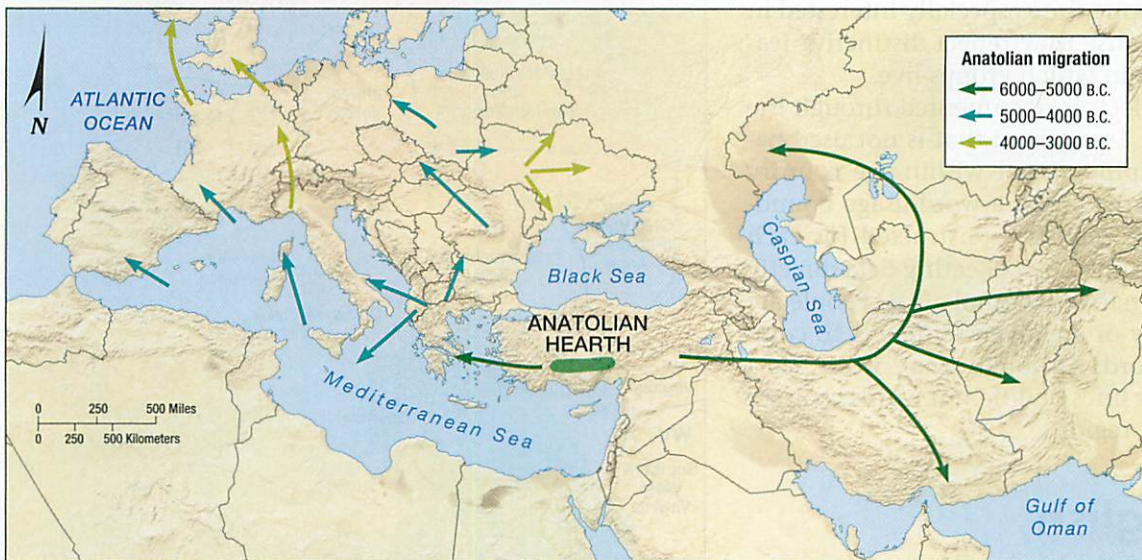 Anatolian migration
6000–5000 B.C.
5000–4000 B.C.
4000–3000 B.C.
N
ATLANTIC
OCEAN
Caspian Sea
Black Sea
ANATOLIAN
HEARTH
Mediterranean Sea
0 250 500 Miles
0 250 500 Kilometers
Gulf of
Oman